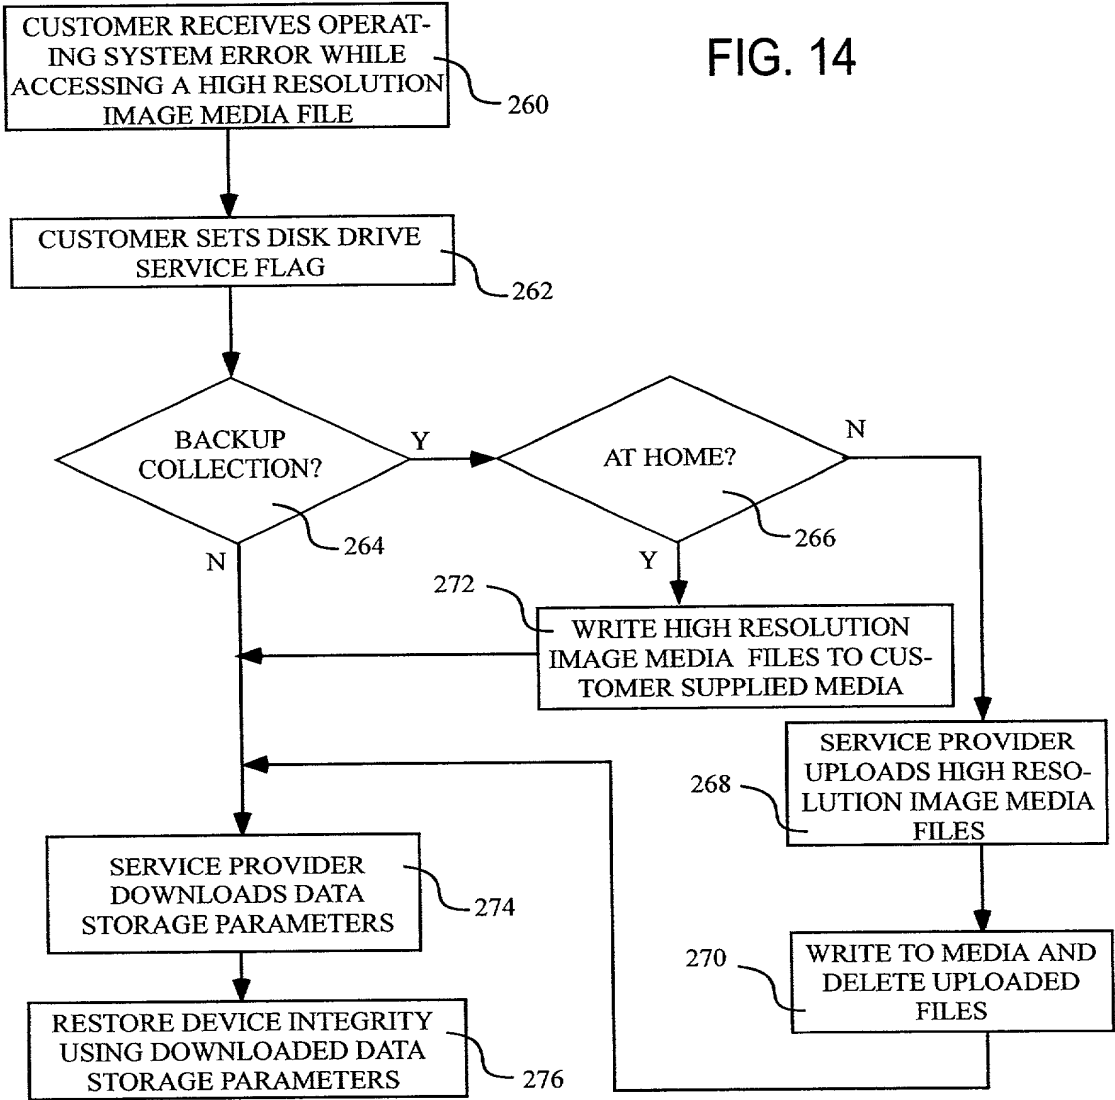 CUSTOMER RECEIVES OPERAT-
ING SYSTEM ERROR WHILE
ACCESSING A HIGH RESOLUTION
IMAGE MEDIA FILE
260
FIG. 14
CUSTOMER SETS DISK DRIVE
SERVICE FLAG
262
BACKUP
COLLECTION?
264
Y
N
AT HOME?
266
N
Y
272
WRITE HIGH RESOLUTION
IMAGE MEDIA FILES TO CUS-
TOMER SUPPLIED MEDIA
268
SERVICE PROVIDER
UPLOADS HIGH RESO-
LUTION IMAGE MEDIA
FILES
270
WRITE TO MEDIA AND
DELETE UPLOADED
FILES
SERVICE PROVIDER
DOWNLOADS DATA
STORAGE PARAMETERS
274
RESTORE DEVICE INTEGRITY
USING DOWNLOADED DATA
STORAGE PARAMETERS
276